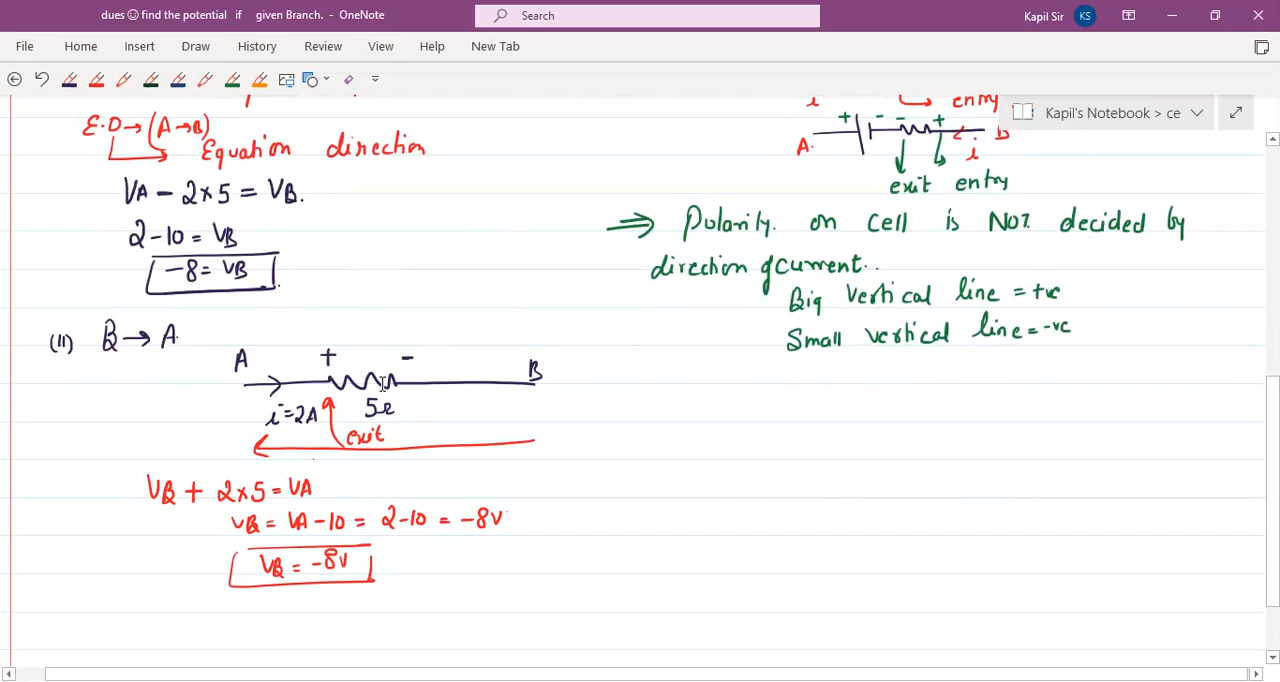 dues ☺ find the potential if given Branch. - OneNote
Search
Kapil Sir
KS
File Home Insert Draw History Review View Help New Tab
Kapil's Notebook > ce
E.D → (A → B)
Equation direction
VA - 2×5 = VB.
2 - 10 = VB
-8 = VB
(II) B → A
A + - B
i = 2A 5Ω
exit
VB + 2×5 = VA
VB = VA - 10 = 2 - 10 = -8V
VB = -8V
i entry
+ - - +
A. i B
exit entry
⇒ Polarity on cell is NOT decided by
direction of current..
Big vertical line = +ve
Small vertical line = -ve